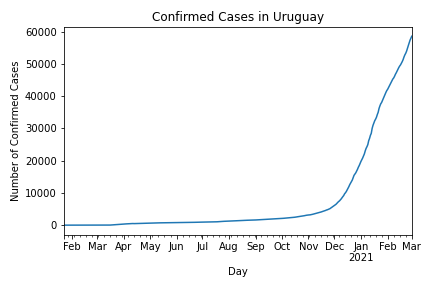 Confirmed Cases in Uruguay
Number of Confirmed Cases
60000
50000
40000
30000
20000
10000
0
Feb Mar Apr May Jun Jul Aug Sep Oct Nov Dec Jan Feb Mar
2021
Day